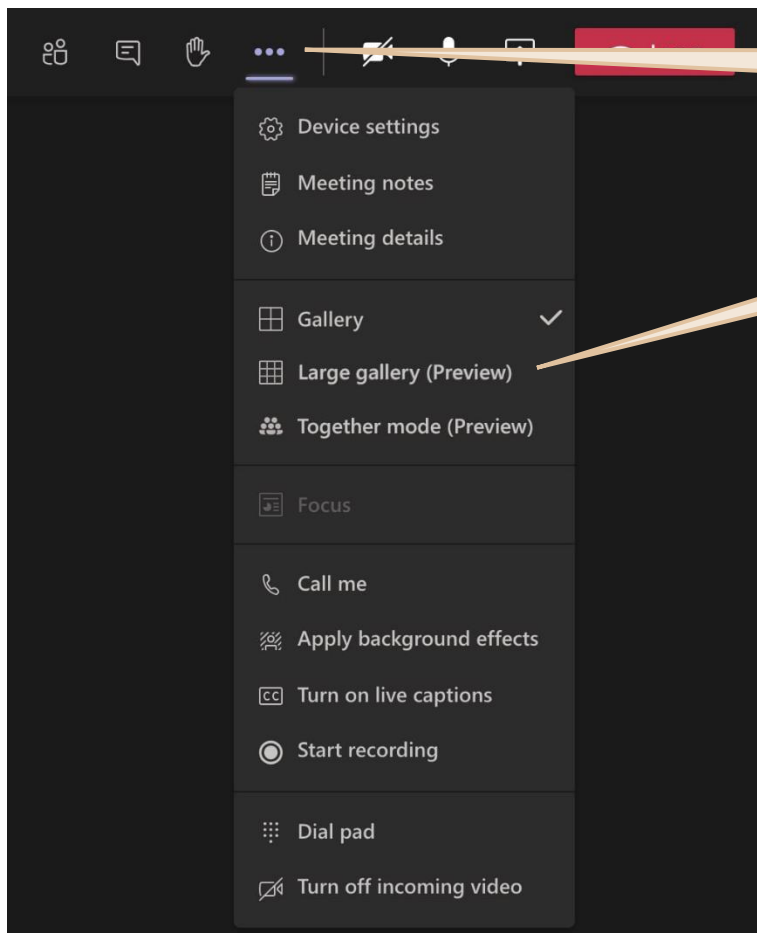 Device settings
Meeting notes
Meeting details
Gallery
Large gallery (Preview)
Together mode (Preview)
Focus
Call me
Apply background effects
CC Turn on live captions
Start recording
Dial pad
Turn off incoming video